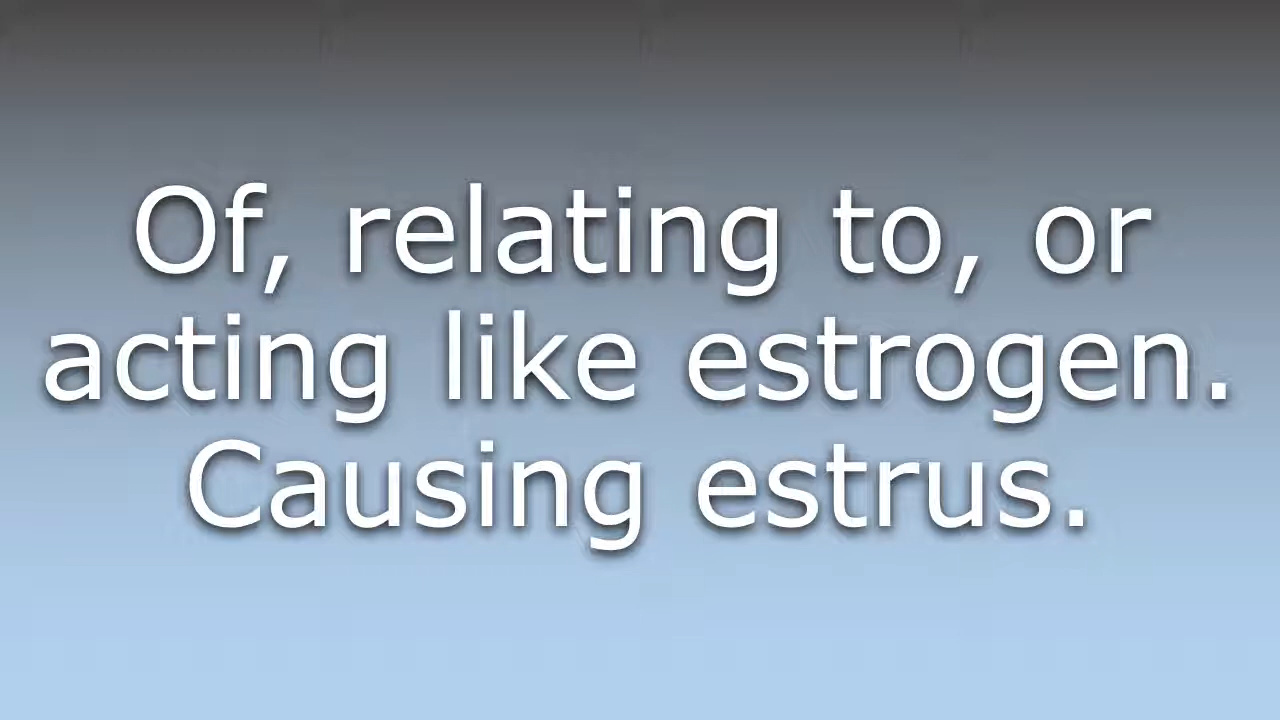 Of, relating to, or
acting like estrogen.
Causing estrus.